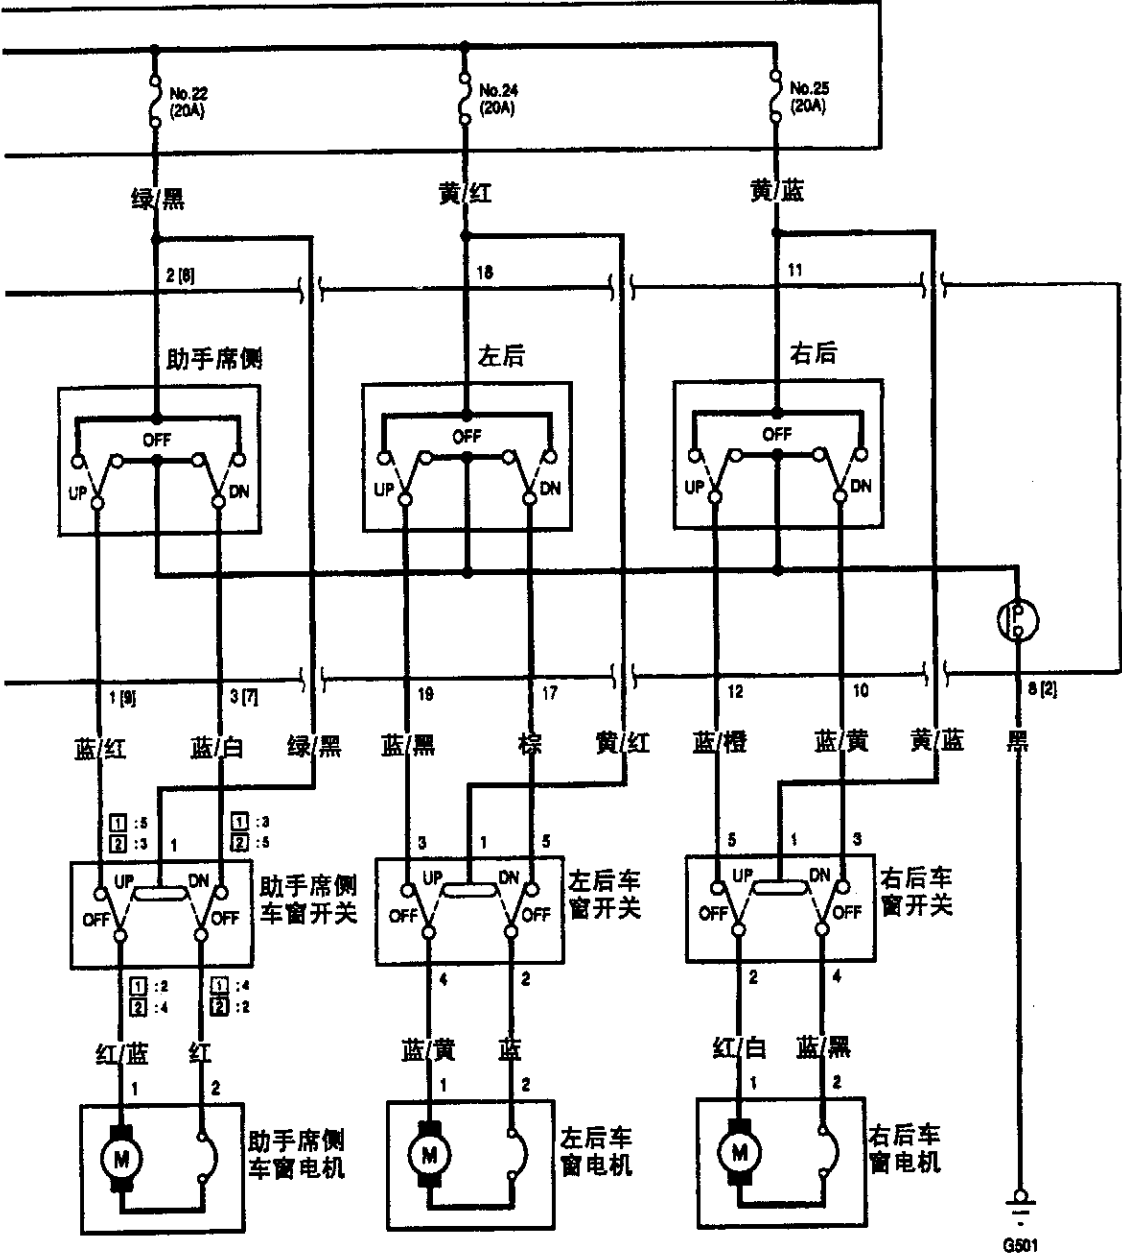 No.22
(20A)
No.24
(20A)
No.25
(20A)
绿/黑
黄/红
黄/蓝
2 [6]
18
11
助手席侧
左后
右后
OFF
UP
DN
OFF
UP
DN
OFF
UP
DN
1 [9]
3 [7]
19
17
12
10
8 [2]
蓝/红
蓝/白
绿/黑
蓝/黑
棕
黄/红
蓝/橙
蓝/黄
黄/蓝
黑
1 :5
2 :3
1
1 :3
2 :5
3
1
5
5
1
3
UP
DN
OFF
OFF
助手席侧
车窗开关
UP
DN
OFF
OFF
左后车
窗开关
UP
DN
OFF
OFF
右后车
窗开关
1 :2
2 :4
1 :4
2 :2
4
2
2
4
红/蓝
红
蓝/黄
蓝
红/白
蓝/黑
1
2
1
2
1
2
M
助手席侧
车窗电机
M
左后车
窗电机
M
右后车
窗电机
G501